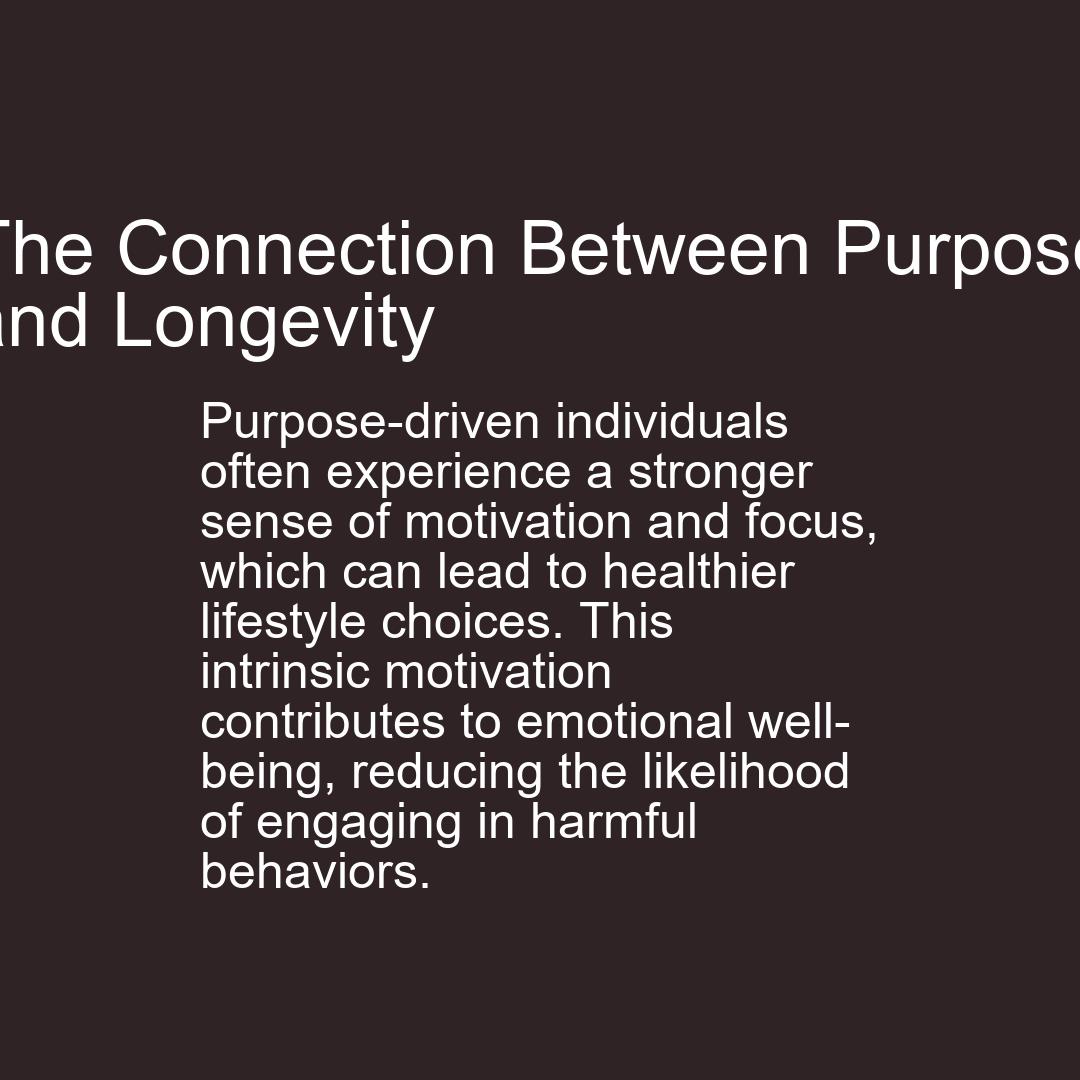 The Connection Between Purpose
and Longevity
Purpose-driven individuals
often experience a stronger
sense of motivation and focus,
which can lead to healthier
lifestyle choices. This
intrinsic motivation
contributes to emotional well-
being, reducing the likelihood
of engaging in harmful
behaviors.